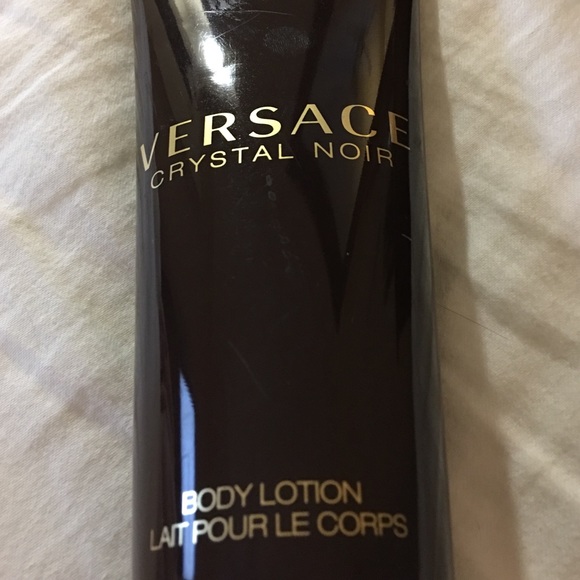 VERSACE
CRYSTAL NOIR
BODY LOTION
LAIT POUR LE CORPS